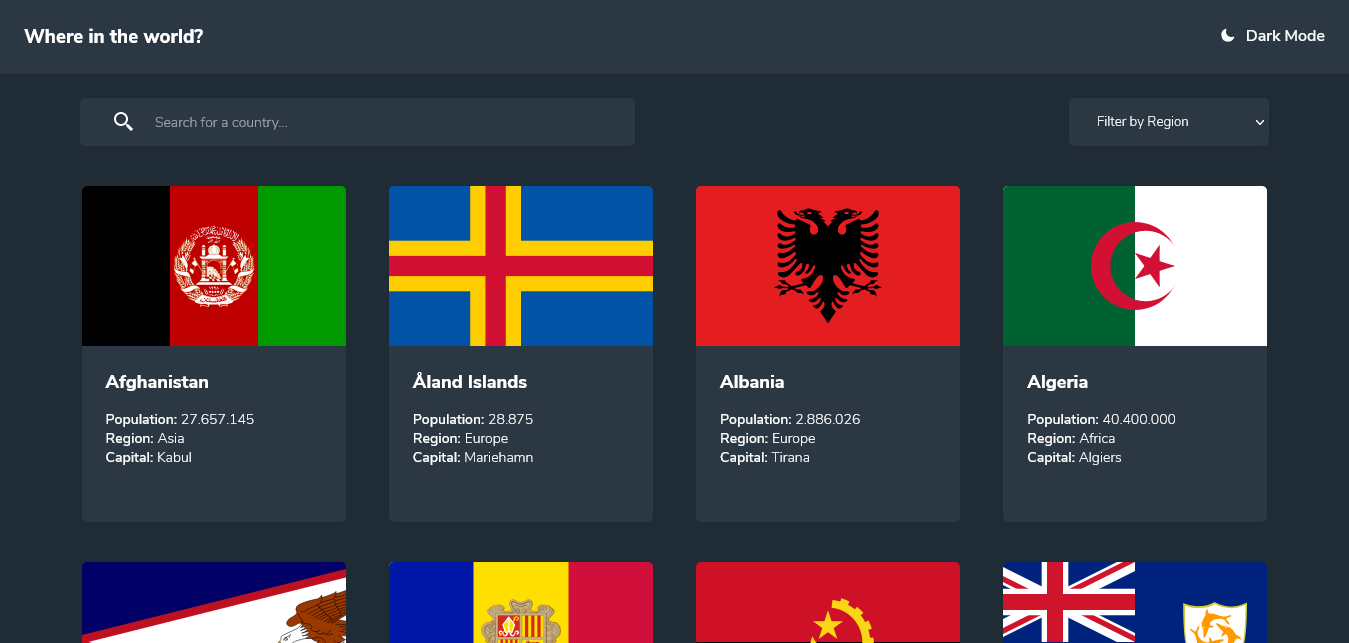 Where in the world?
Dark Mode
Search for a country...
Filter by Region
Afghanistan
Population: 27.657.145
Region: Asia
Capital: Kabul
Åland Islands
Population: 28.875
Region: Europe
Capital: Mariehamn
Albania
Population: 2.886.026
Region: Europe
Capital: Tirana
Algeria
Population: 40.400.000
Region: Africa
Capital: Algiers